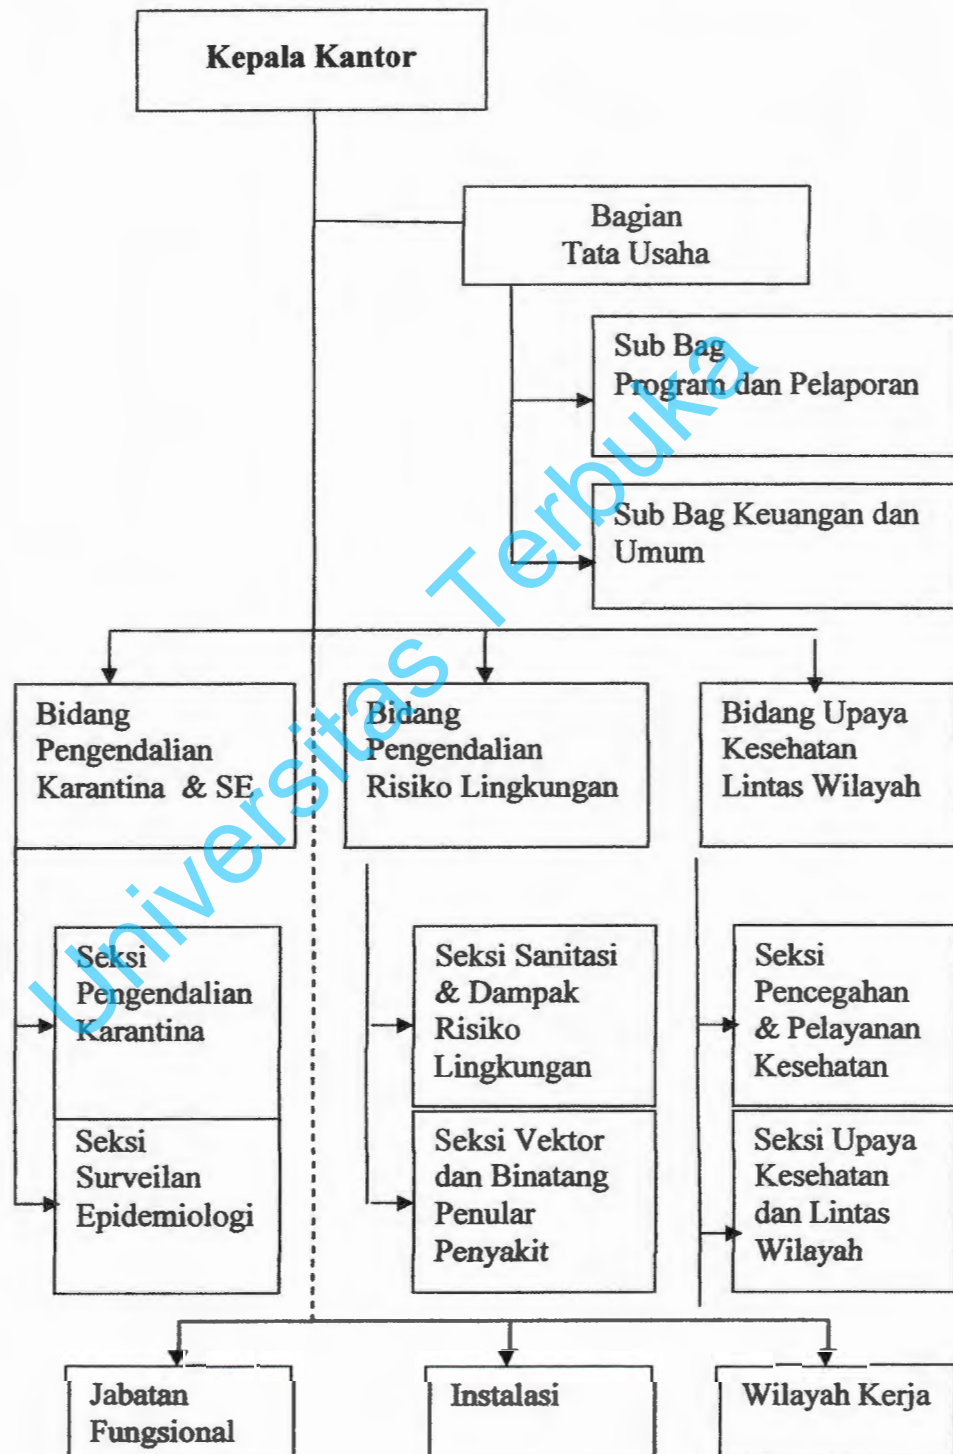 Kepala Kantor
Bagian
Tata Usaha
Sub Bag
Program dan Pelaporan
Sub Bag Keuangan dan
Umum
Bidang
Pengendalian
Karantina & SE
Bidang
Pengendalian
Risiko Lingkungan
Bidang Upaya
Kesehatan
Lintas Wilayah
Seksi
Pengendalian
Karantina
Seksi Sanitasi
& Dampak
Risiko
Lingkungan
Seksi
Pencegahan
& Pelayanan
Kesehatan
Seksi
Surveilan
Epidemiologi
Seksi Vektor
dan Binatang
Penular
Penyakit
Seksi Upaya
Kesehatan
dan Lintas
Wilayah
Jabatan
Fungsional
Instalasi
Wilayah Kerja
Universitas Terbuka